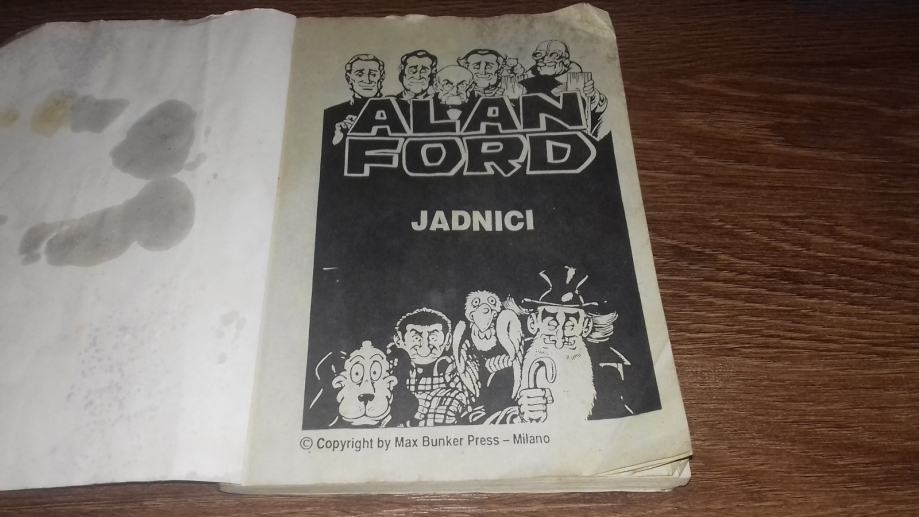 ALAN
FORD
JADNICI
© Copyright by Max Bunker Press – Milano